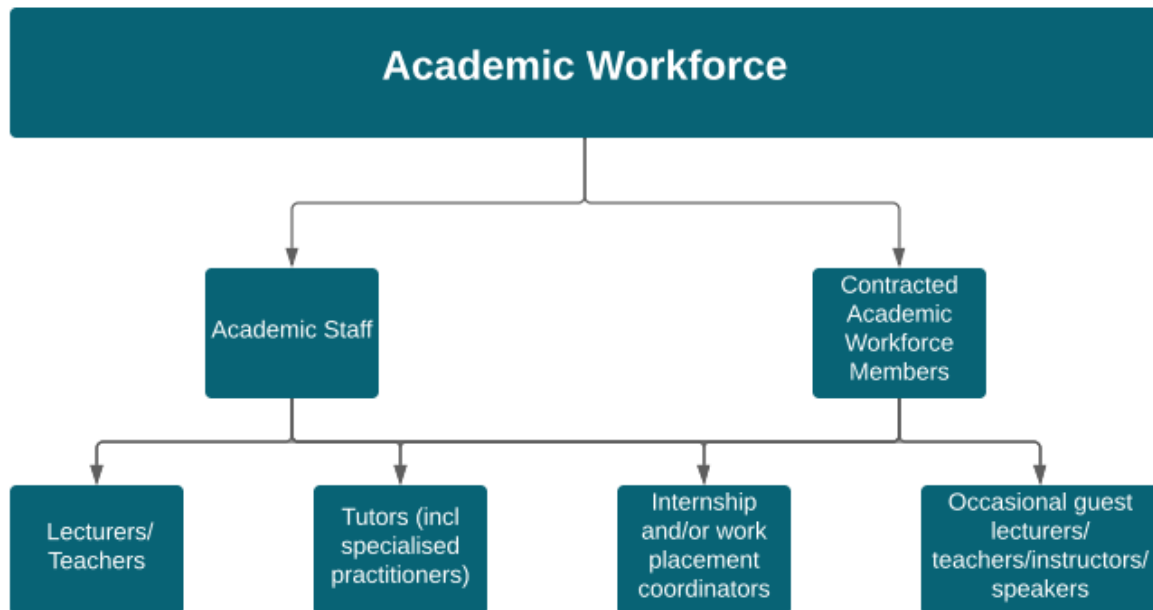 Academic Workforce
Academic Staff
Contracted
Academic
Workforce
Members
Lecturers/
Teachers
Tutors (incl
specialised
practitioners)
Internship
and/or work
placement
coordinators
Occasional guest
lecturers/
teachers/instructors/
speakers